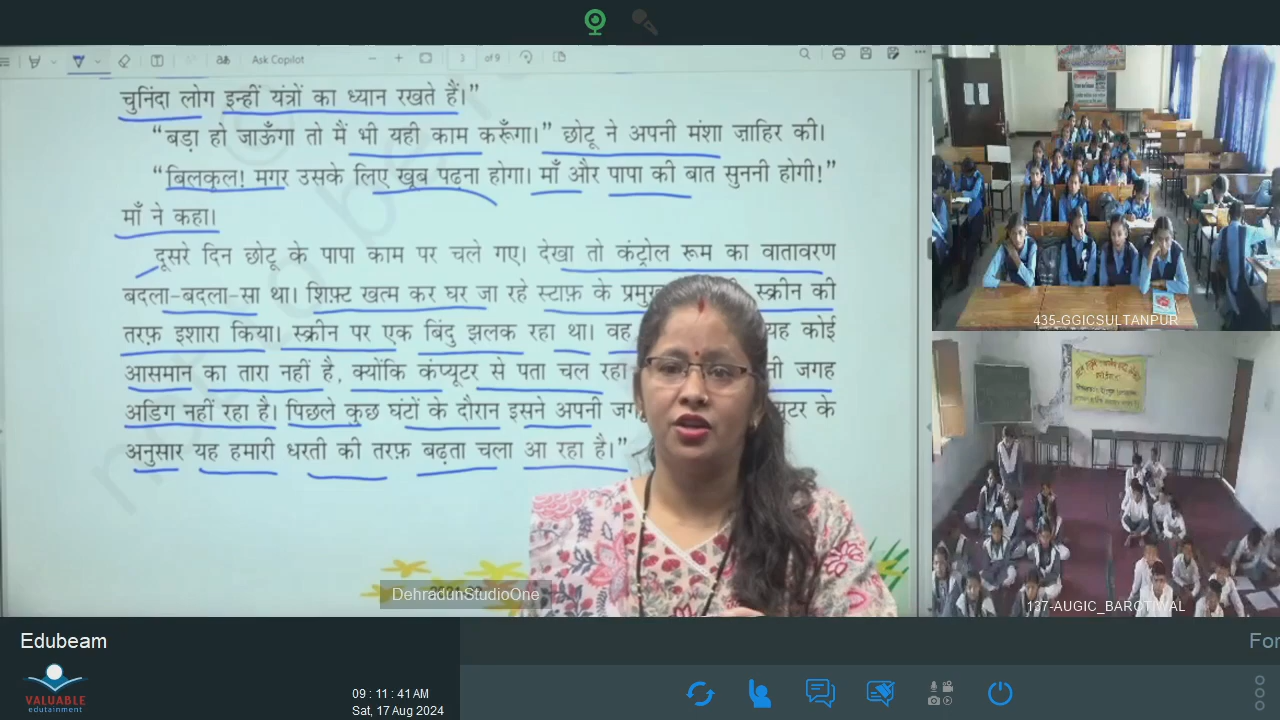 Ask Copilot
3 of 9
चुनिंदा लोग इन्हीं यंत्रों का ध्यान रखते हैं।”
“बड़ा हो जाऊँगा तो मैं भी यही काम करूँगा।” छोटू ने अपनी मंशा ज़ाहिर की।
“बिलकुल! मगर उसके लिए खूब पढ़ना होगा। माँ और पापा की बात सुननी होगी!”
माँ ने कहा।
दूसरे दिन छोटू के पापा काम पर चले गए। देखा तो कंट्रोल रूम का वातावरण
बदला-बदला-सा था। शिफ़्ट खत्म कर घर जा रहे स्टाफ़ के प्रमुख स्क्रीन की
तरफ़ इशारा किया। स्क्रीन पर एक बिंदु झलक रहा था। वह यह कोई
आसमान का तारा नहीं है, क्योंकि कंप्यूटर से पता चल रहा जगह
अडिग नहीं रहा है। पिछले कुछ घंटों के दौरान इसने अपनी के
अनुसार यह हमारी धरती की तरफ़ बढ़ता चला आ रहा है।”
DehradunStudioOne
435-GGICSULTANPUR
137-AUGIC_BAROTIWAL
Edubeam
For
VALUABLE
edutainment
09 : 11 : 41 AM
Sat, 17 Aug 2024